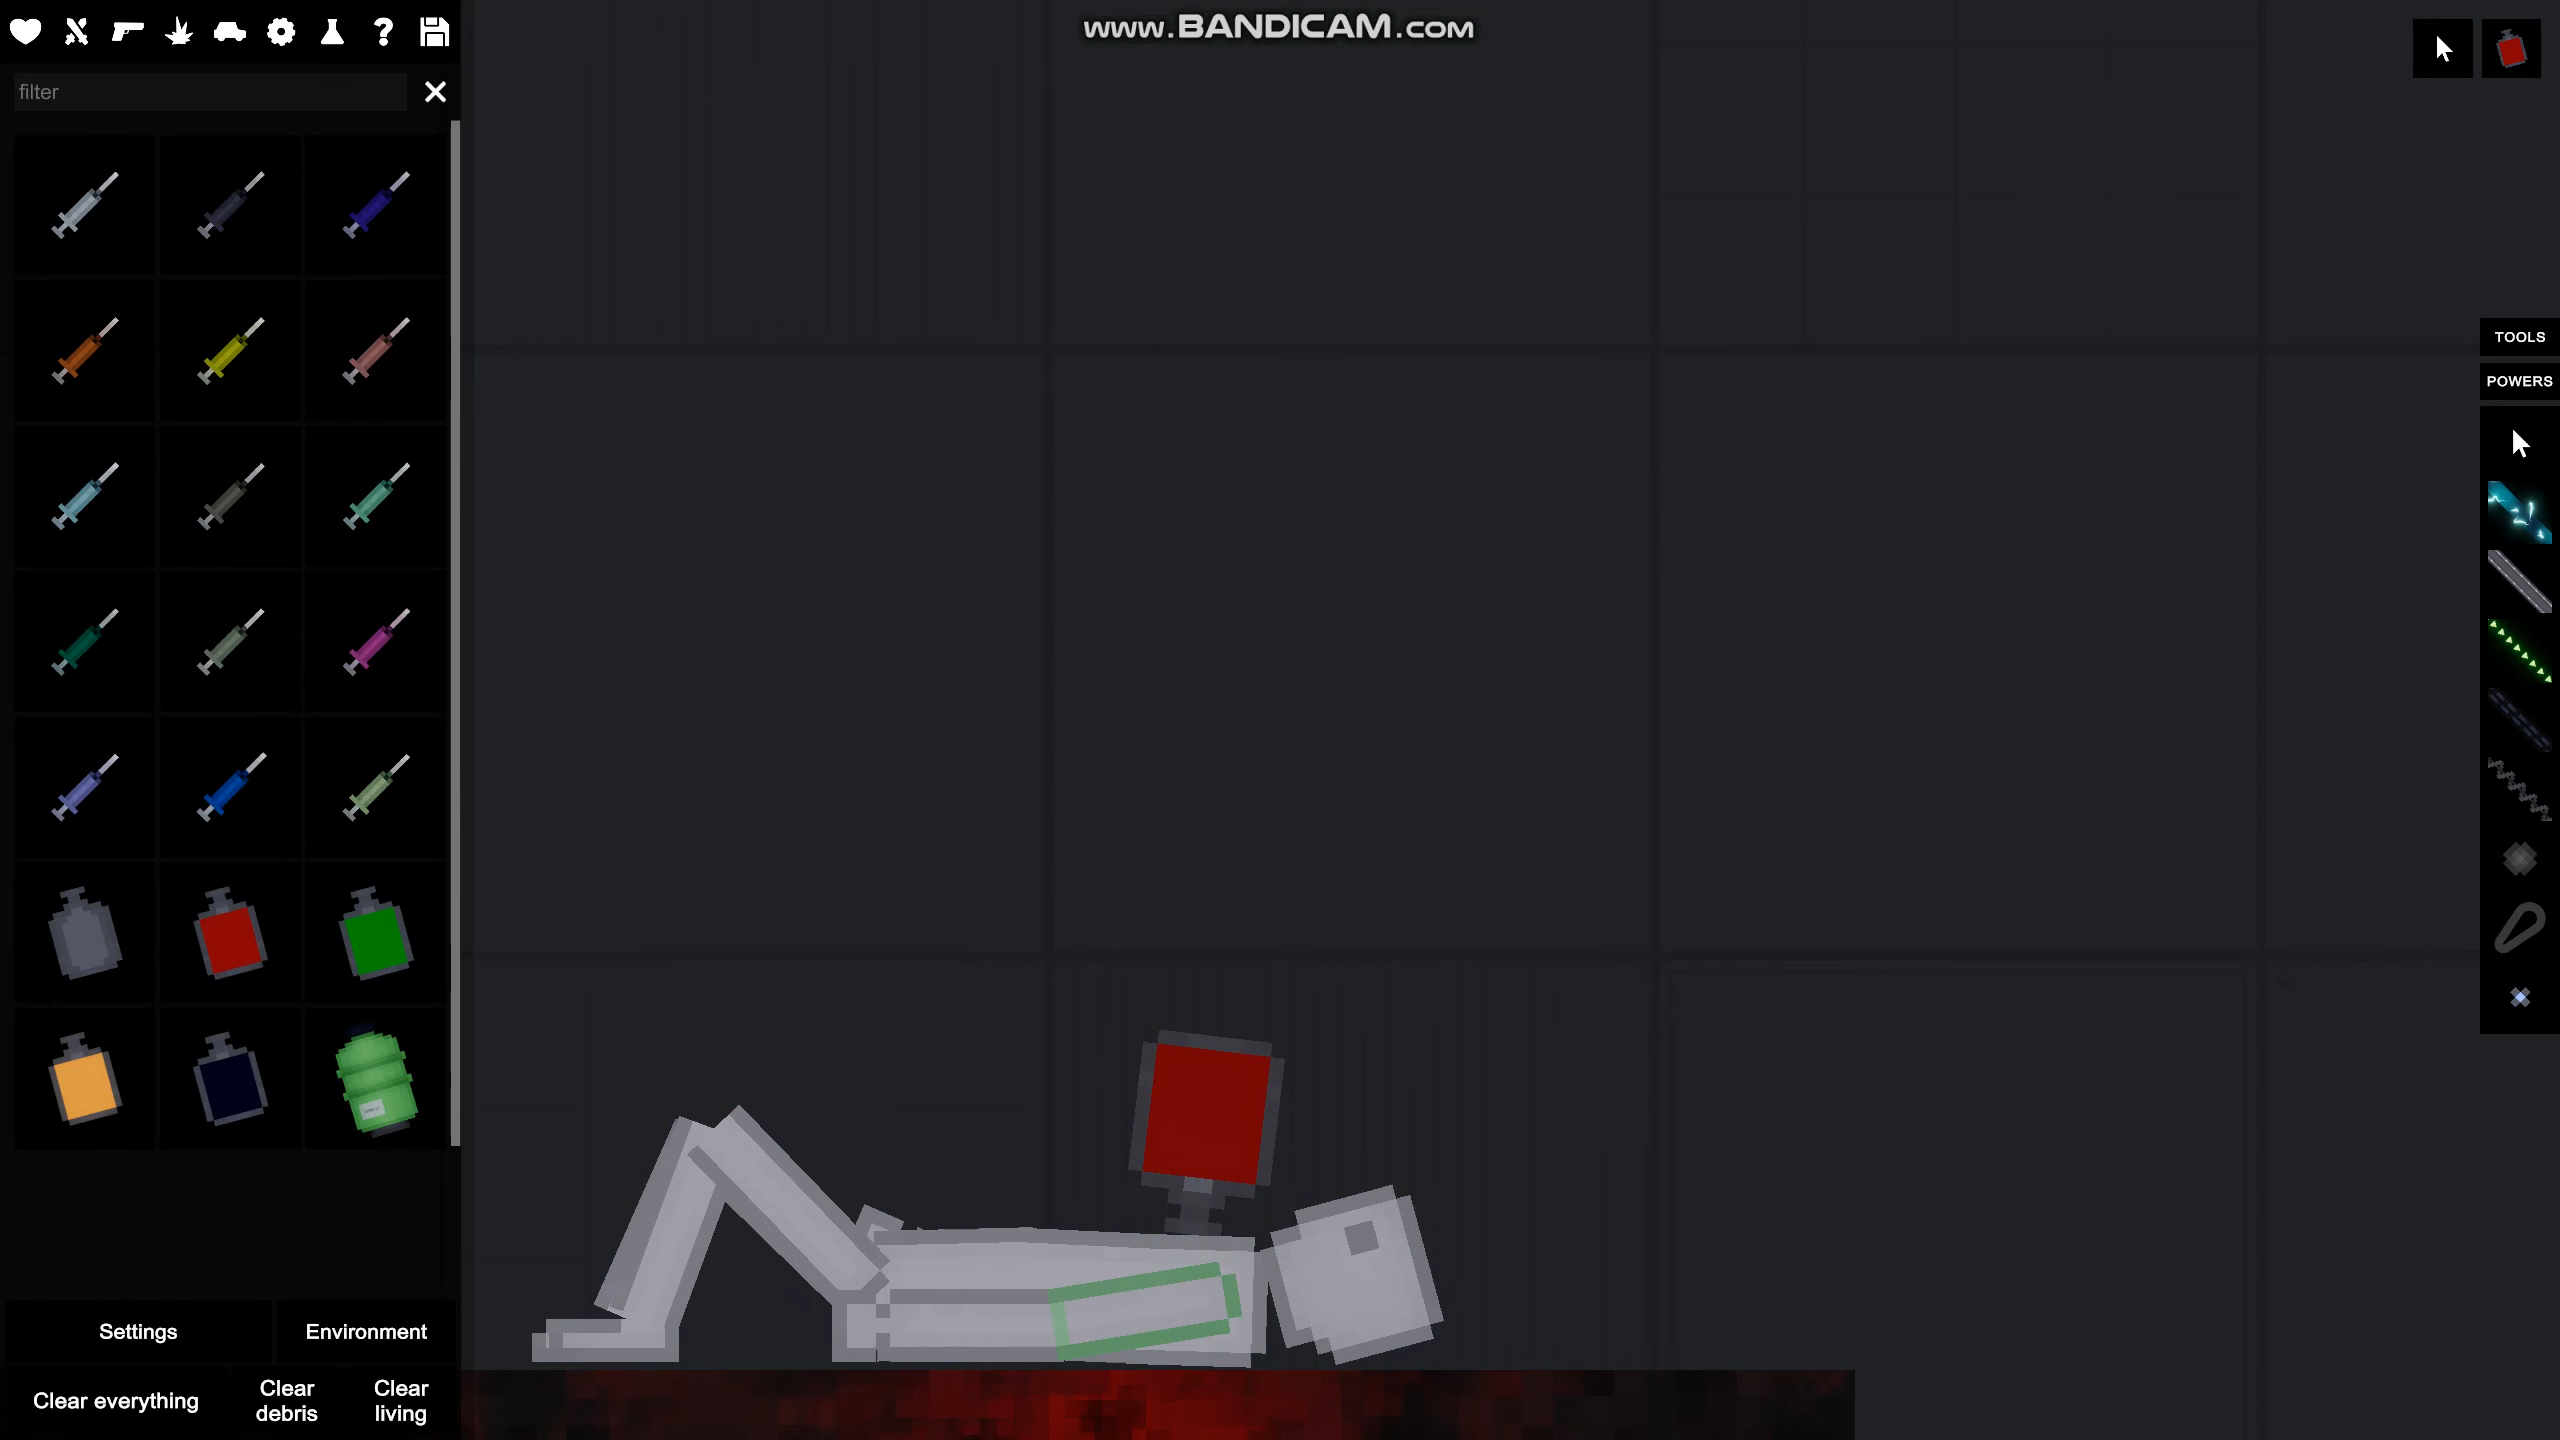 www.BANDICAM.com
filter
TOOLS
POWERS
Settings
Environment
Clear everything
Clear debris
Clear living